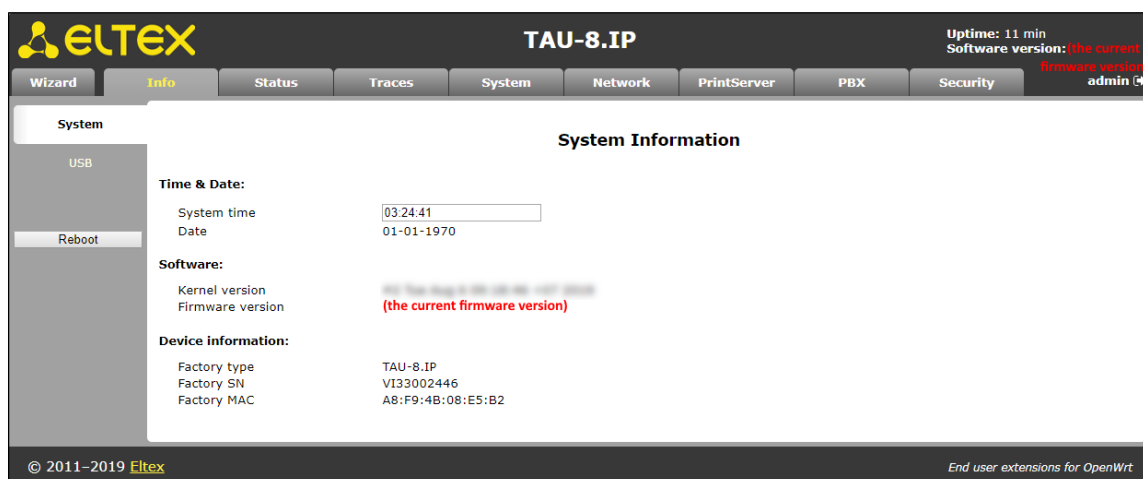 ELTEX
TAU-8.IP
Uptime: 11 min
Software version:(the current
firmware version
admin
Wizard Info Status Traces System Network PrintServer PBX Security
System
USB
Reboot
System Information
Time & Date:
System time 03:24:41
Date 01-01-1970
Software:
Kernel version
Firmware version (the current firmware version)
Device information:
Factory type TAU-8.IP
Factory SN VI33002446
Factory MAC A8:F9:4B:08:E5:B2
© 2011–2019 Eltex
End user extensions for OpenWrt